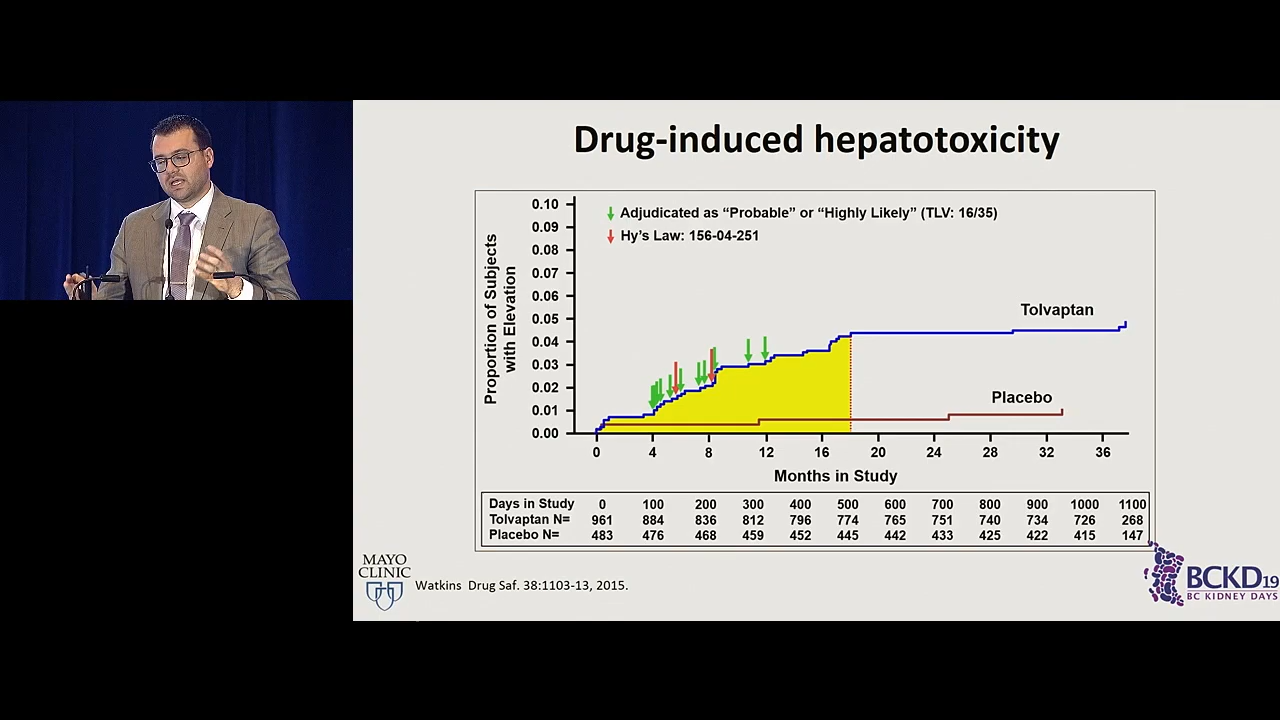 Drug-induced hepatotoxicity
Proportion of Subjects
with Elevation
0.10
0.09
0.08
0.07
0.06
0.05
0.04
0.03
0.02
0.01
0.00
Adjudicated as “Probable” or “Highly Likely” (TLV: 16/35)
Hy’s Law: 156-04-251
Tolvaptan
Placebo
0 4 8 12 16 20 24 28 32 36
Months in Study
Days in Study 0 100 200 300 400 500 600 700 800 900 1000 1100
Tolvaptan N= 961 884 836 812 796 774 765 751 740 734 726 268
Placebo N= 483 476 468 459 452 445 442 433 425 422 415 147
MAYO
CLINIC
Watkins Drug Saf. 38:1103-13, 2015.
BCKD19
BC KIDNEY DAYS